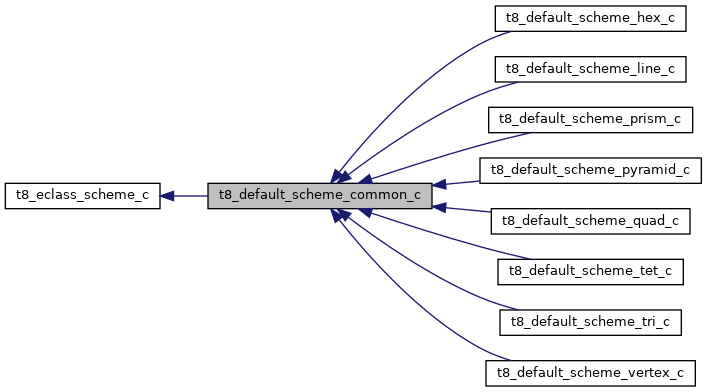 t8_default_scheme_hex_c
t8_default_scheme_line_c
t8_default_scheme_prism_c
t8_default_scheme_pyramid_c
t8_eclass_scheme_c
t8_default_scheme_common_c
t8_default_scheme_quad_c
t8_default_scheme_tet_c
t8_default_scheme_tri_c
t8_default_scheme_vertex_c